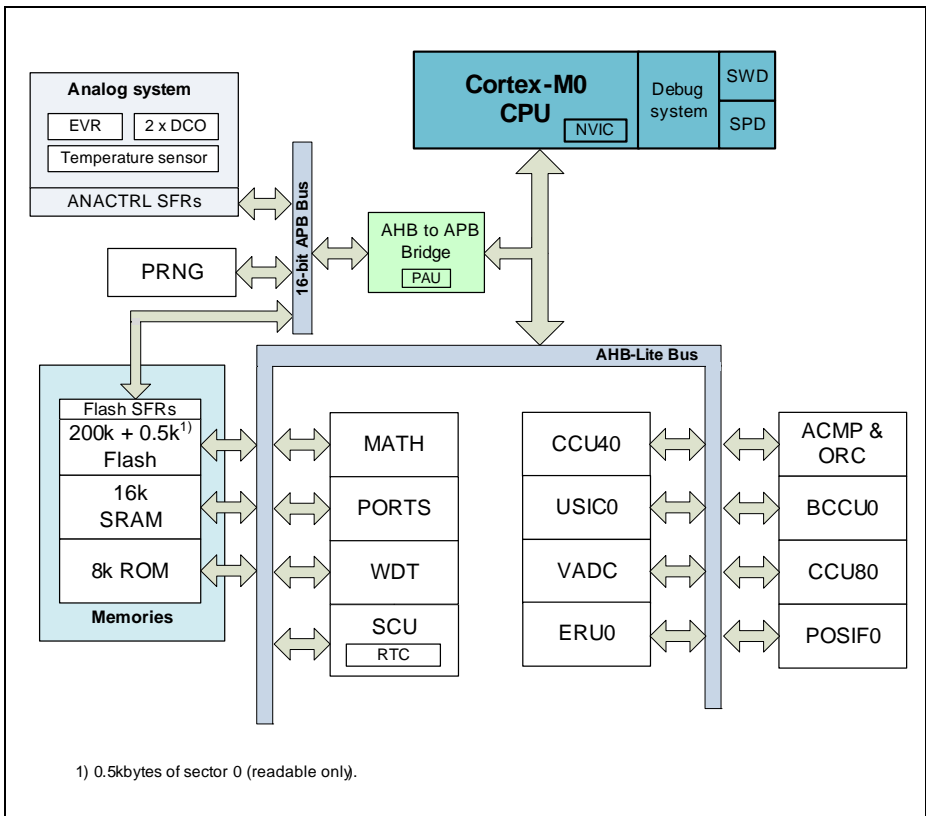 Analog system
EVR
2 x DCO
Temperature sensor
ANACTRL SFRs
PRNG
16-bit APB Bus
AHB to APB
Bridge
PAU
Cortex-M0
CPU
NVIC
Debug
system
SWD
SPD
AHB-Lite Bus
Flash SFRs
200k + 0.5k1)
Flash
16k
SRAM
8k ROM
Memories
MATH
PORTS
WDT
SCU
RTC
CCU40
USIC0
VADC
ERU0
ACMP &
ORC
BCCU0
CCU80
POSIF0
1) 0.5kbytes of sector 0 (readable only).